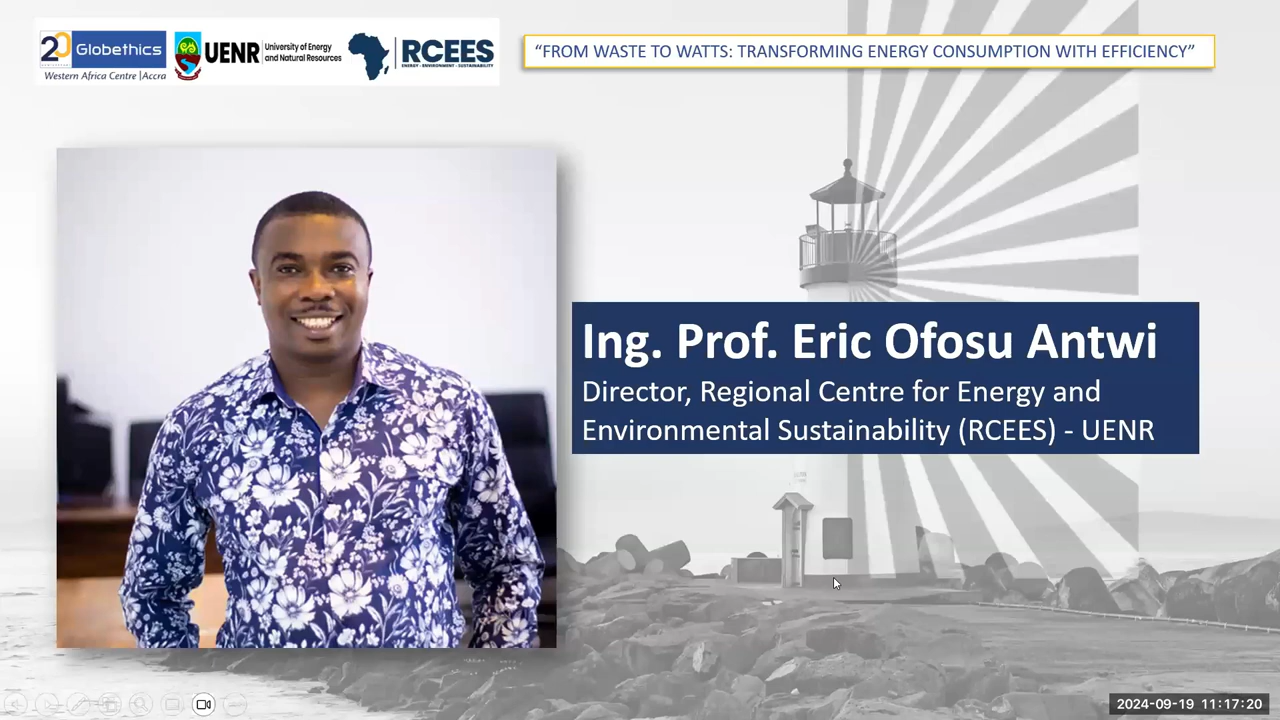 20 Globethics
Western Africa Centre |Accra
UENR University of Energy
and Natural Resources
RCEES
ENERGY - ENVIRONMENT - SUSTAINABILITY
“FROM WASTE TO WATTS: TRANSFORMING ENERGY CONSUMPTION WITH EFFICIENCY”
Ing. Prof. Eric Ofosu Antwi
Director, Regional Centre for Energy and
Environmental Sustainability (RCEES) - UENR
2024-09-19 11:17:20